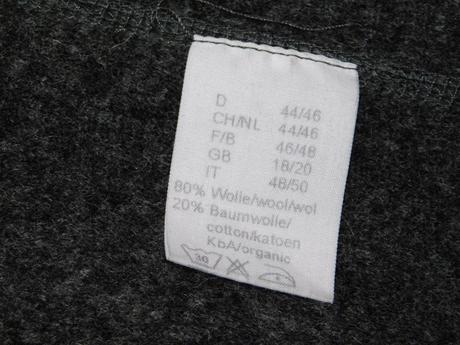 D 44/46
CH/NL 44/46
F/B 46/48
GB 18/20
IT 48/50
80% Wolle/wool/wol
20% Baumwolle/
cotton/katoen
KbA/organic
30